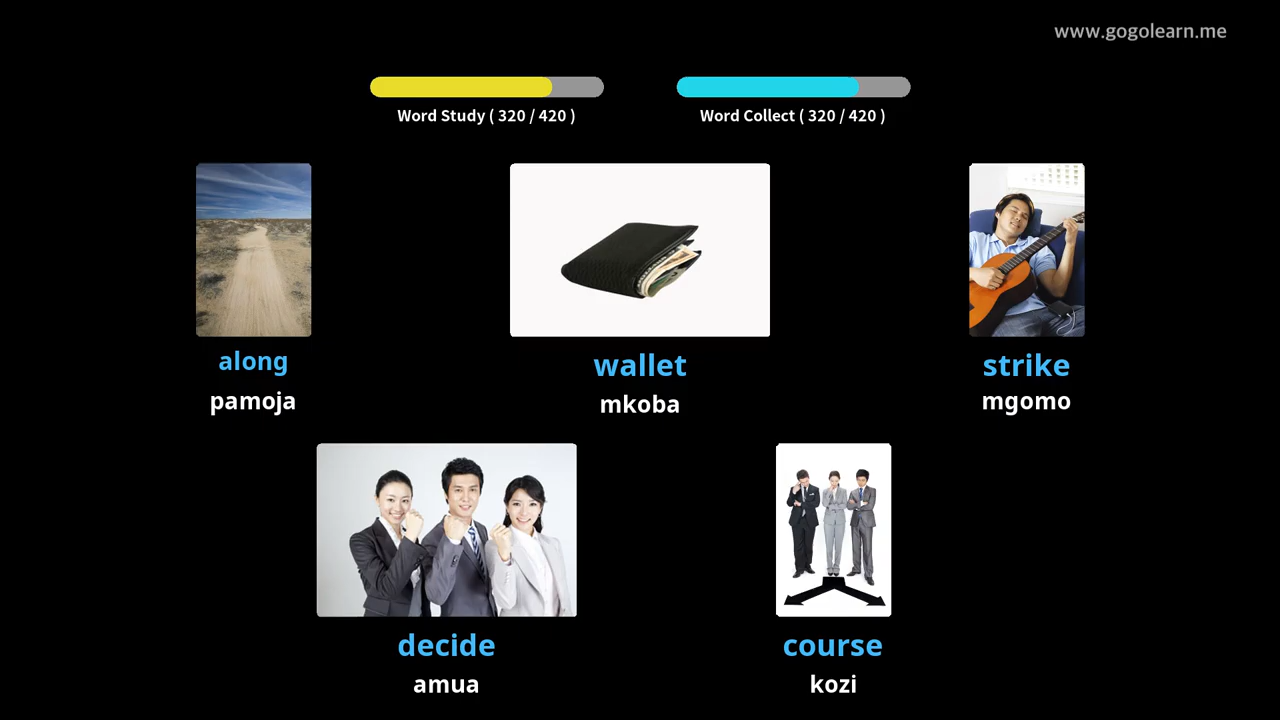 www.gogolearn.me
Word Study ( 320 / 420 )
Word Collect ( 320 / 420 )
along
pamoja
wallet
mkoba
strike
mgomo
decide
amua
course
kozi